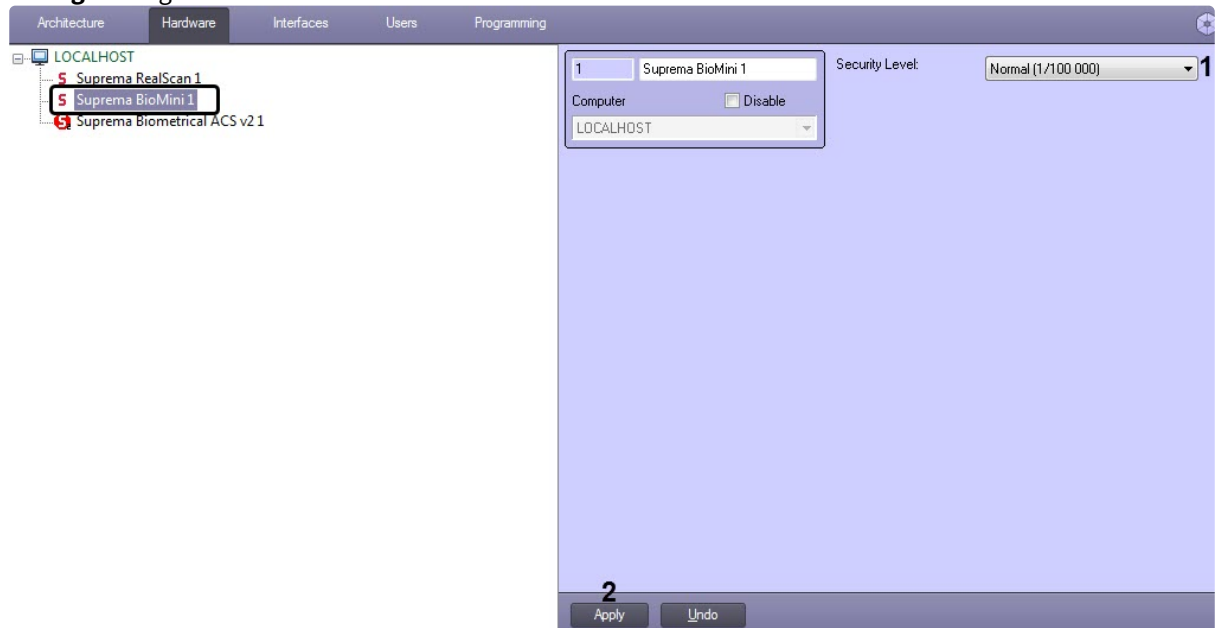 Architecture Hardware Interfaces Users Programming
LOCALHOST
S Suprema RealScan 1
S Suprema BioMini 1
S Suprema Biometrical ACS v2 1
1 Suprema BioMini 1
Computer Disable
LOCALHOST
Security Level: Normal (1/100 000) 1
2
Apply Undo